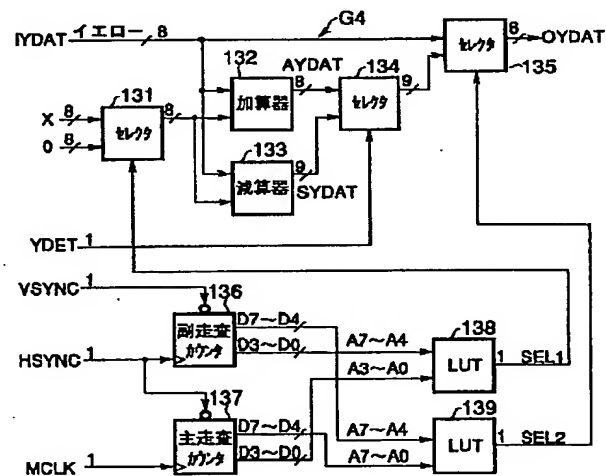 IYDAT イエロー 8 G4 8 OYDAT
セレクタ 135
132 加算器
AYDAT 8
134 セレクタ 9
131 セレクタ 8
X 8
0 8
133 減算器
9 SYDAT
YDET 1
VSYNC 1
136 副走査カウンタ
D7～D4
D3～D0
HSYNC 1
137 主走査カウンタ
D7～D4
D3～D0
MCLK 1
A7～A4
A3～A0
138 LUT 1 SEL1
A7～A4
A7～A0
139 LUT 1 SEL2